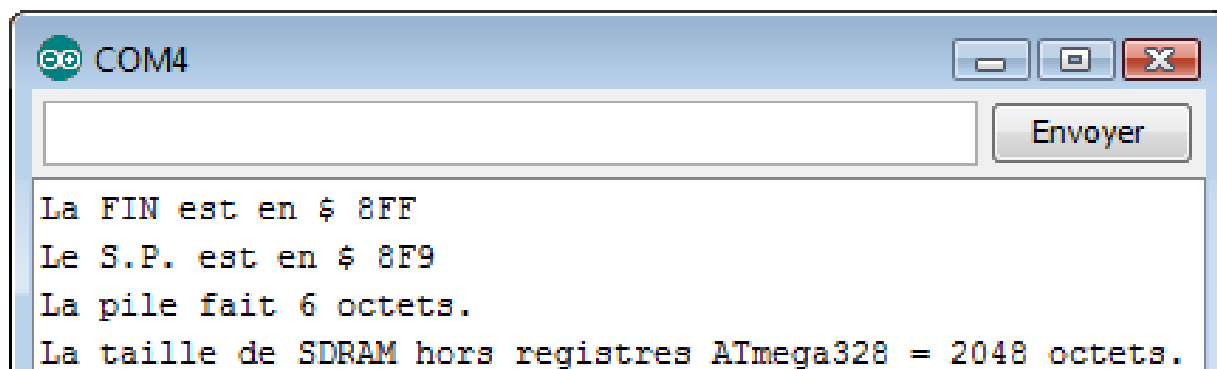 COM4
Envoyer
La FIN est en $ 8FF
Le S.P. est en $ 8F9
La pile fait 6 octets.
La taille de SDRAM hors registres ATmega328 = 2048 octets.